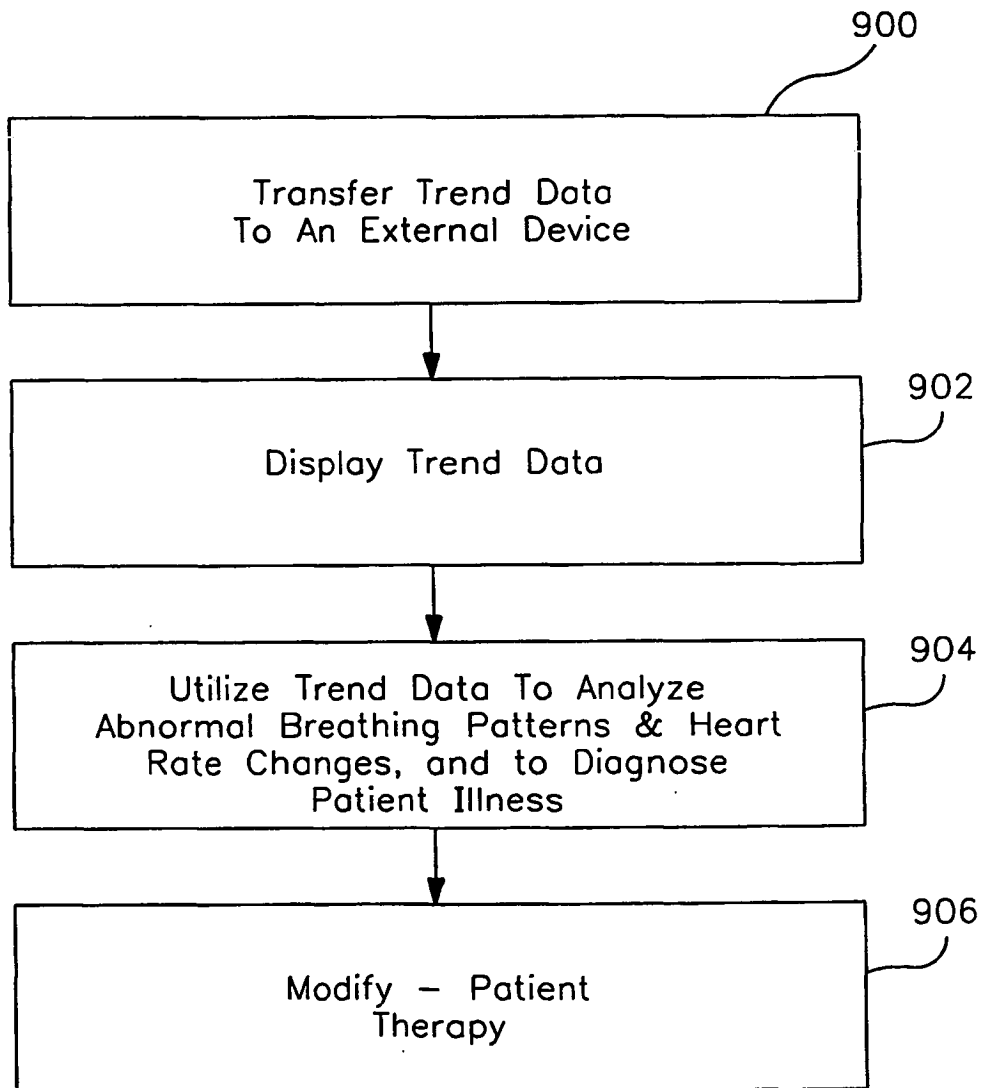 900
Transfer Trend Data
To An External Device
902
Display Trend Data
904
Utilize Trend Data To Analyze
Abnormal Breathing Patterns & Heart
Rate Changes, and to Diagnose
Patient Illness
906
Modify – Patient
Therapy